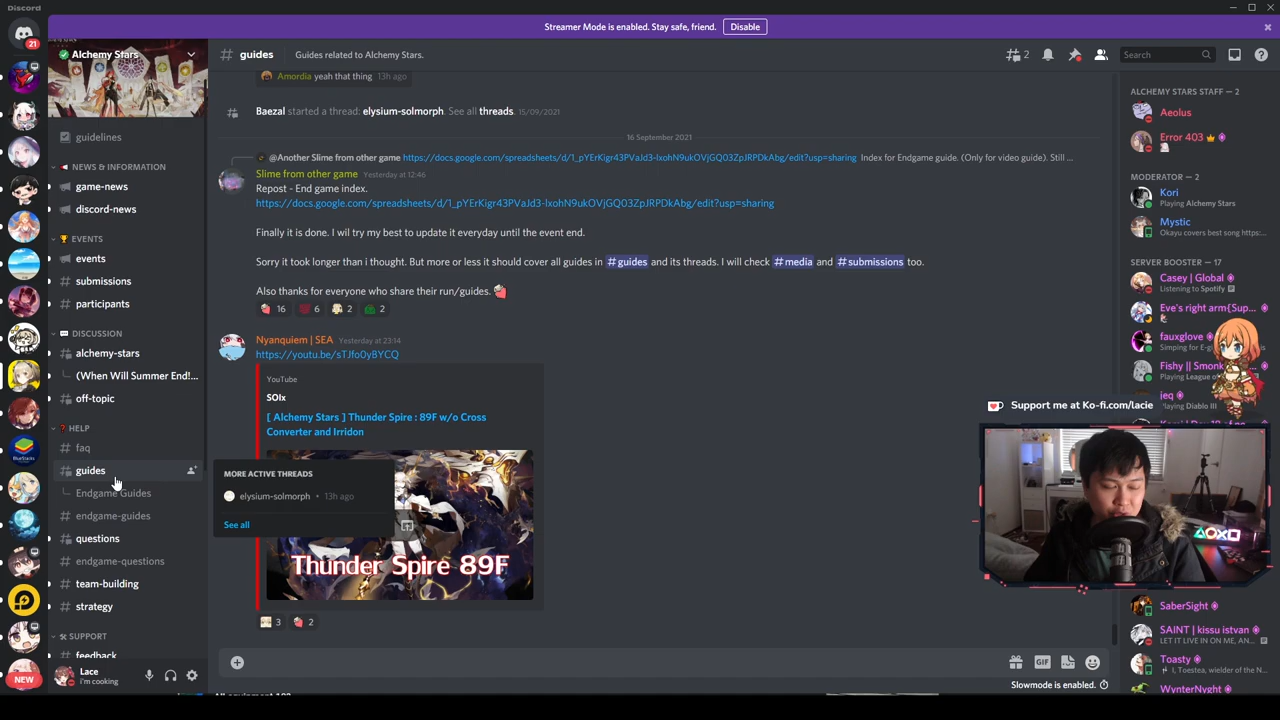 Discord
Streamer Mode is enabled. Stay safe, friend.
Disable
21
Alchemy Stars
guidelines
NEWS & INFORMATION
game-news
discord-news
EVENTS
events
submissions
participants
DISCUSSION
alchemy-stars
(When Will Summer End!...
off-topic
HELP
faq
guides
Endgame Guides
endgame-guides
questions
endgame-questions
team-building
strategy
SUPPORT
feedback
NEW
Lace
i'm cooking
# guides
Guides related to Alchemy Stars.
2
Search
Amordia yeah that thing 13h ago
Baezal started a thread: elysium-solmorph. See all threads. 15/09/2021
16 September 2021
@Another Slime from other game https://docs.google.com/spreadsheets/d/1_pYErKigr43PVaJd3-lxohN9ukOVjGQ03ZpJRPDkAbg/edit?usp=sharing Index for Endgame guide. (Only for video guide). Still ...
Slime from other game Yesterday at 12:46
Repost - End game index.
https://docs.google.com/spreadsheets/d/1_pYErKigr43PVaJd3-lxohN9ukOVjGQ03ZpJRPDkAbg/edit?usp=sharing
Finally it is done. I wil try my best to update it everyday until the event end.
Sorry it took longer than i thought. But more or less it should cover all guides in #guides and its threads. I will check #media and #submissions too.
Also thanks for everyone who share their run/guides.
16 6 2 2
Nyanquiem | SEA Yesterday at 23:14
https://youtu.be/sTJfo0yBYCQ
YouTube
SOIx
[ Alchemy Stars ] Thunder Spire : 89F w/o Cross
Converter and Irridon
MORE ACTIVE THREADS
elysium-solmorph • 13h ago
See all
Thunder Spire 89F
3 2
GIF
Slowmode is enabled.
ALCHEMY STARS STAFF — 2
Aeolus
Error 403
MODERATOR — 2
Kori
Playing Alchemy Stars
Mystic
Okayu covers best song https:...
SERVER BOOSTER — 17
Casey | Global
Listening to Spotify
Eve's right arm{Sup...
fauxglove
Simping for E-gi
Fishy || Smonk
Playing League o
ieq
Playing Diablo III
Support me at Ko-fi.com/lacie
SaberSight
SAINT | kissu istvan
LET IT LIVE IN ON ME, AN...
Toasty
I, Toestea, wielder of the N...
WynterNyght